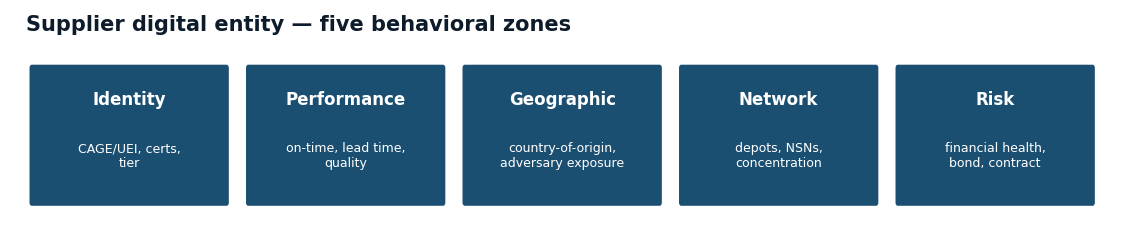 Supplier digital entity — five behavioral zones
Identity
CAGE/UEI, certs,
tier
Performance
on-time, lead time,
quality
Geographic
country-of-origin,
adversary exposure
Network
depots, NSNs,
concentration
Risk
financial health,
bond, contract